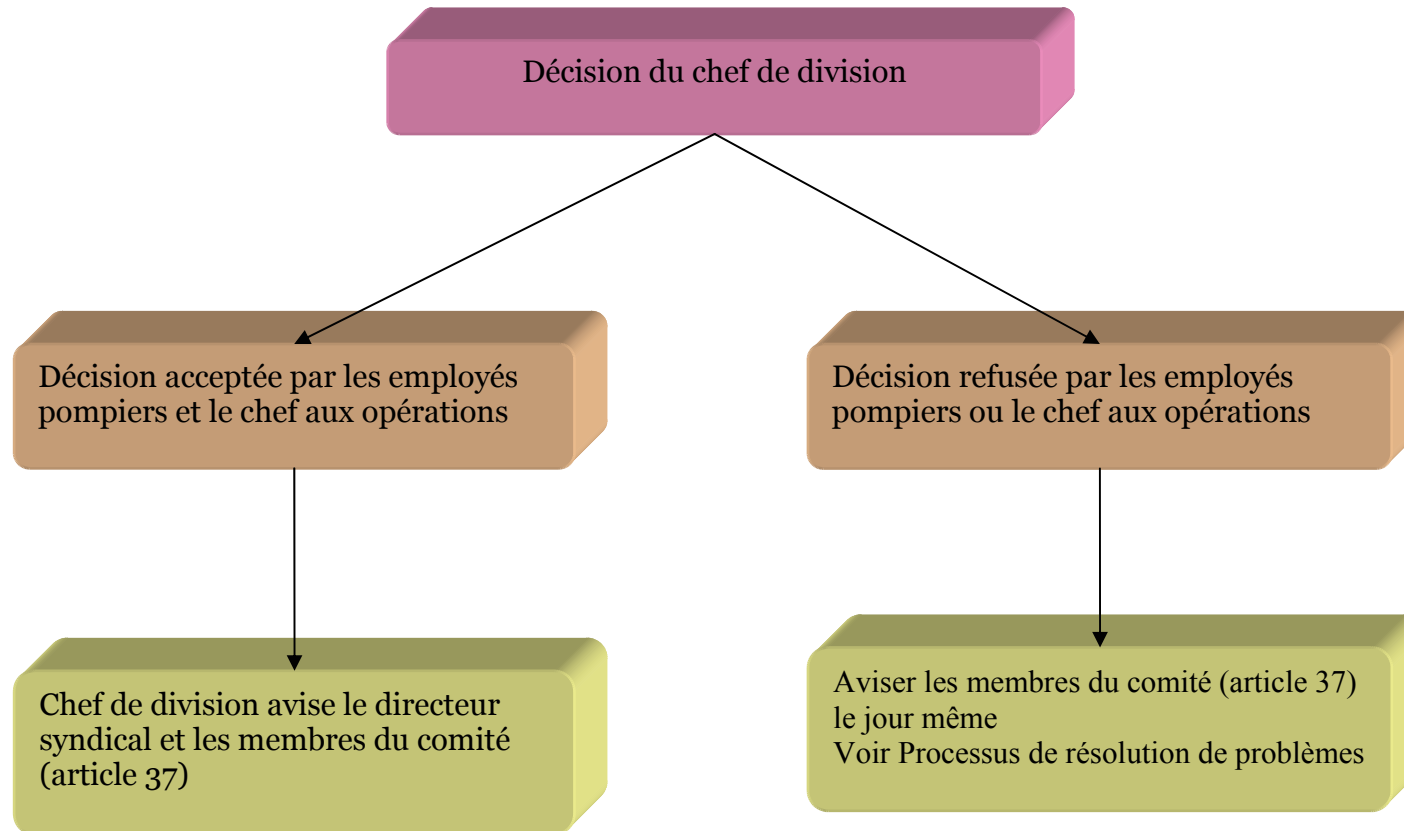 Décision du chef de division
Décision acceptée par les employés
pompiers et le chef aux opérations
Décision refusée par les employés
pompiers ou le chef aux opérations
Chef de division avise le directeur
syndical et les membres du comité
(article 37)
Aviser les membres du comité (article 37)
le jour même
Voir Processus de résolution de problèmes